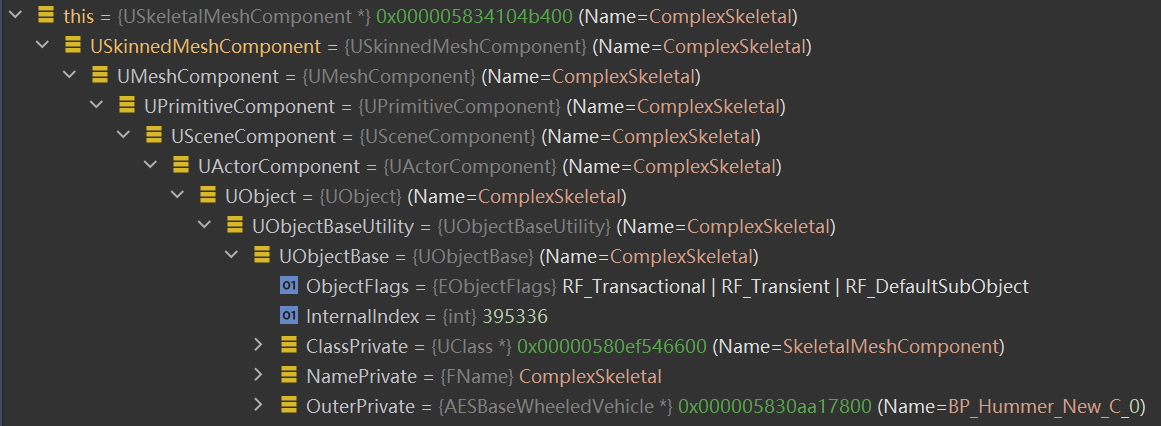 this = {USkeletalMeshComponent *} 0x000005834104b400 (Name=ComplexSkeletal)
USkinnedMeshComponent = {USkinnedMeshComponent} (Name=ComplexSkeletal)
UMeshComponent = {UMeshComponent} (Name=ComplexSkeletal)
UPrimitiveComponent = {UPrimitiveComponent} (Name=ComplexSkeletal)
USceneComponent = {USceneComponent} (Name=ComplexSkeletal)
UActorComponent = {UActorComponent} (Name=ComplexSkeletal)
UObject = {UObject} (Name=ComplexSkeletal)
UObjectBaseUtility = {UObjectBaseUtility} (Name=ComplexSkeletal)
UObjectBase = {UObjectBase} (Name=ComplexSkeletal)
01 ObjectFlags = {EObjectFlags} RF_Transactional | RF_Transient | RF_DefaultSubObject
01 InternalIndex = {int} 395336
ClassPrivate = {UClass *} 0x00000580ef546600 (Name=SkeletalMeshComponent)
NamePrivate = {FName} ComplexSkeletal
OuterPrivate = {AESBaseWheeledVehicle *} 0x000005830aa17800 (Name=BP_Hummer_New_C_0)